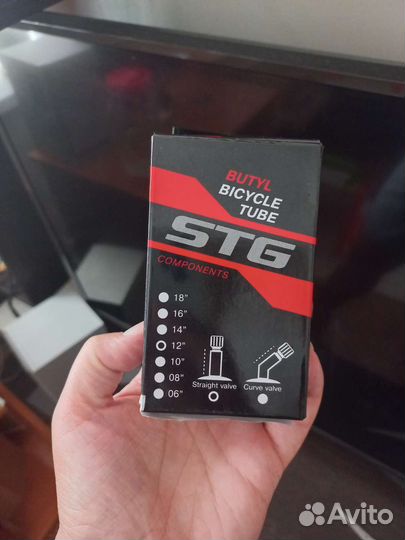 BUTYL
BICYCLE
TUBE
STG
COMPONENTS
18"
16"
14"
12"
10"
08"
06"
Straight valve
Curve valve
Avito